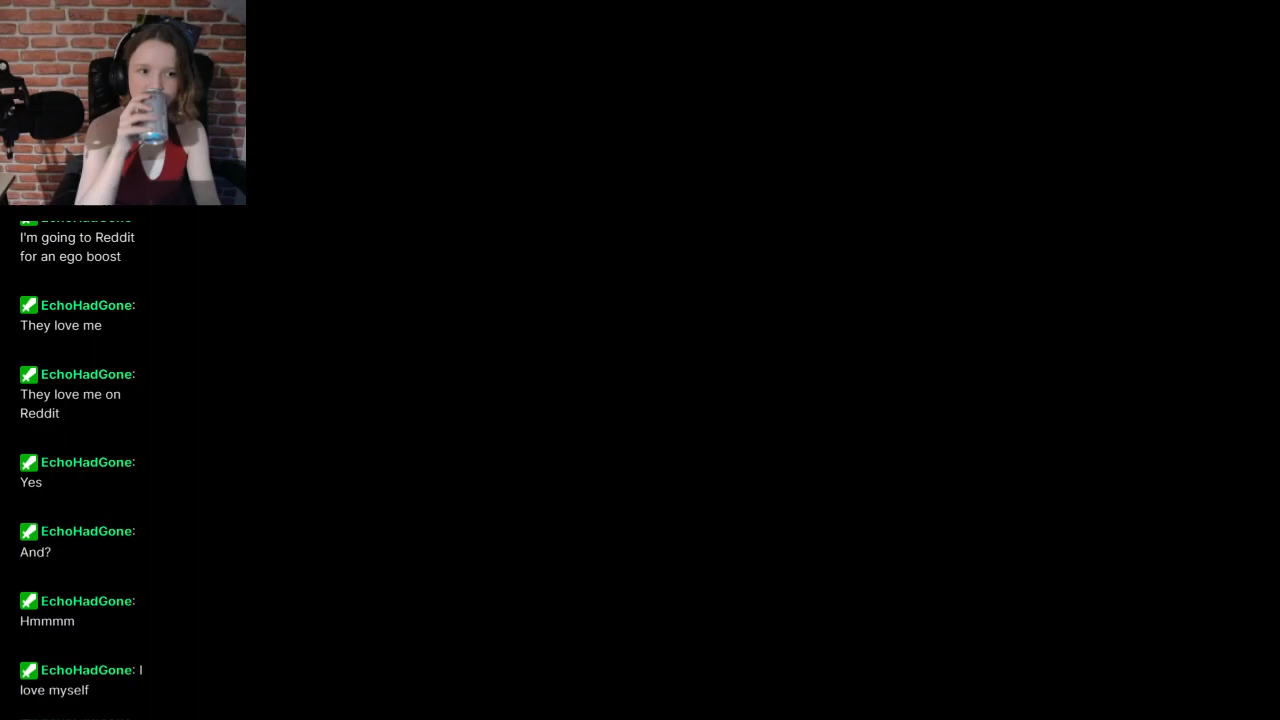 I'm going to Reddit
for an ego boost
EchoHadGone:
They love me
EchoHadGone:
They love me on
Reddit
EchoHadGone:
Yes
EchoHadGone:
And?
EchoHadGone:
Hmmmm
EchoHadGone: I
love myself